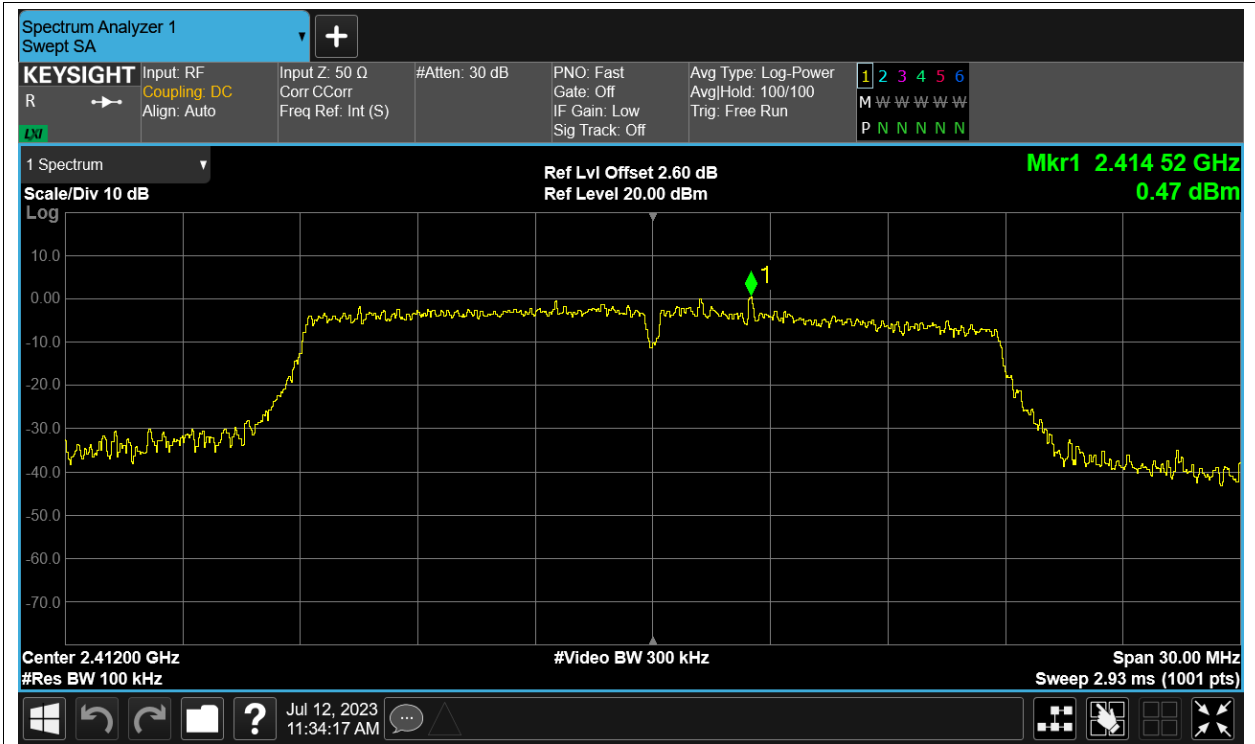 Spectrum Analyzer 1
Swept SA
KEYSIGHT
R
LXI
Input: RF
Coupling: DC
Align: Auto
Input Z: 50 Ω
Corr CCorr
Freq Ref: Int (S)
#Atten: 30 dB
PNO: Fast
Gate: Off
IF Gain: Low
Sig Track: Off
Avg Type: Log-Power
Avg|Hold: 100/100
Trig: Free Run
1 2 3 4 5 6
M W W W W W
P N N N N N
1 Spectrum
Scale/Div 10 dB
Ref Lvl Offset 2.60 dB
Ref Level 20.00 dBm
Mkr1 2.414 52 GHz
0.47 dBm
Log
10.0
0.00
-10.0
-20.0
-30.0
-40.0
-50.0
-60.0
-70.0
1
Center 2.41200 GHz
#Res BW 100 kHz
#Video BW 300 kHz
Span 30.00 MHz
Sweep 2.93 ms (1001 pts)
?
Jul 12, 2023
11:34:17 AM